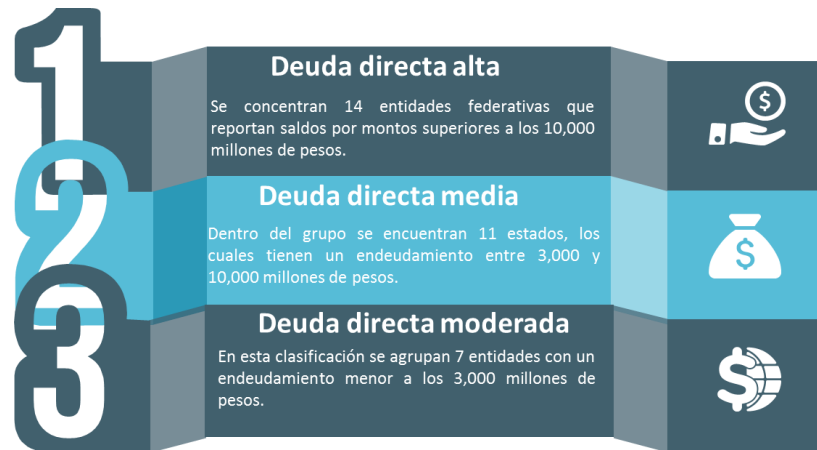 1
Deuda directa alta
Se concentran 14 entidades federativas que
reportan saldos por montos superiores a los 10,000
millones de pesos.
$
2
Deuda directa media
Dentro del grupo se encuentran 11 estados, los
cuales tienen un endeudamiento entre 3,000 y
10,000 millones de pesos.
$
3
Deuda directa moderada
En esta clasificación se agrupan 7 entidades con un
endeudamiento menor a los 3,000 millones de
pesos.
$